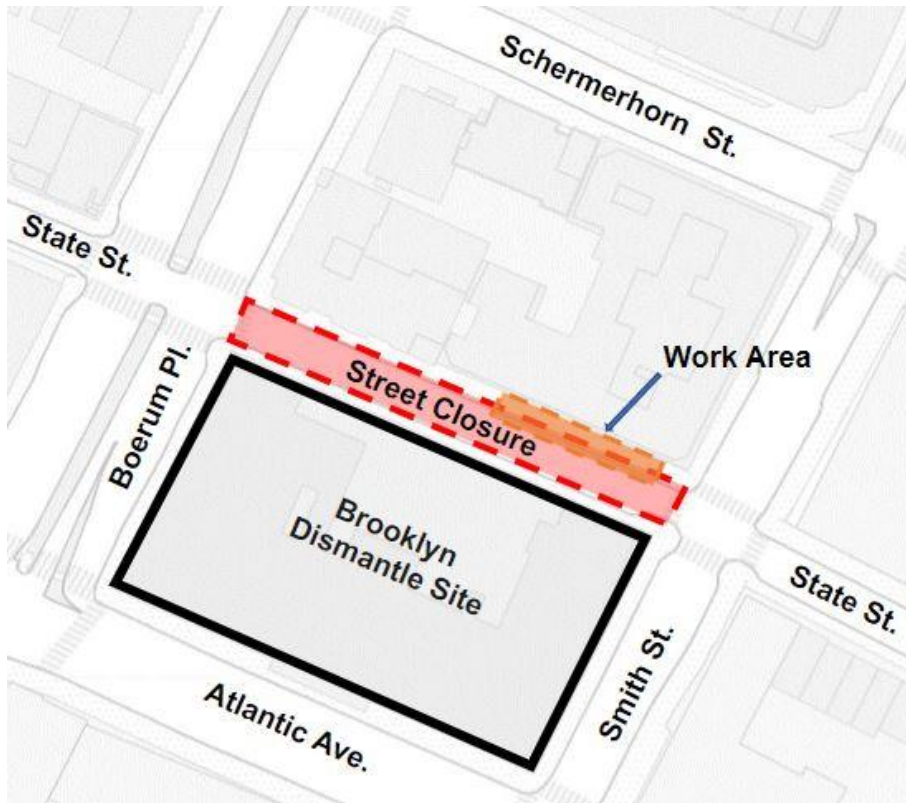 Schermerhorn St.
State St.
Work Area
Boerum Pl.
Street Closure
Brooklyn
Dismantle Site
State St.
Smith St.
Atlantic Ave.